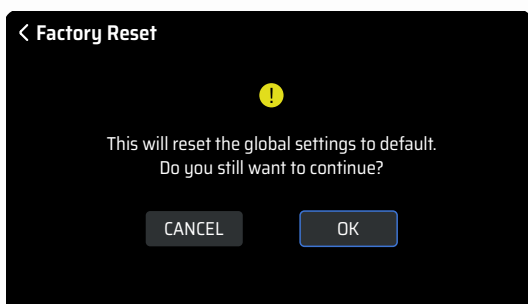 Factory Reset
This will reset the global settings to default.
Do you still want to continue?
CANCEL OK